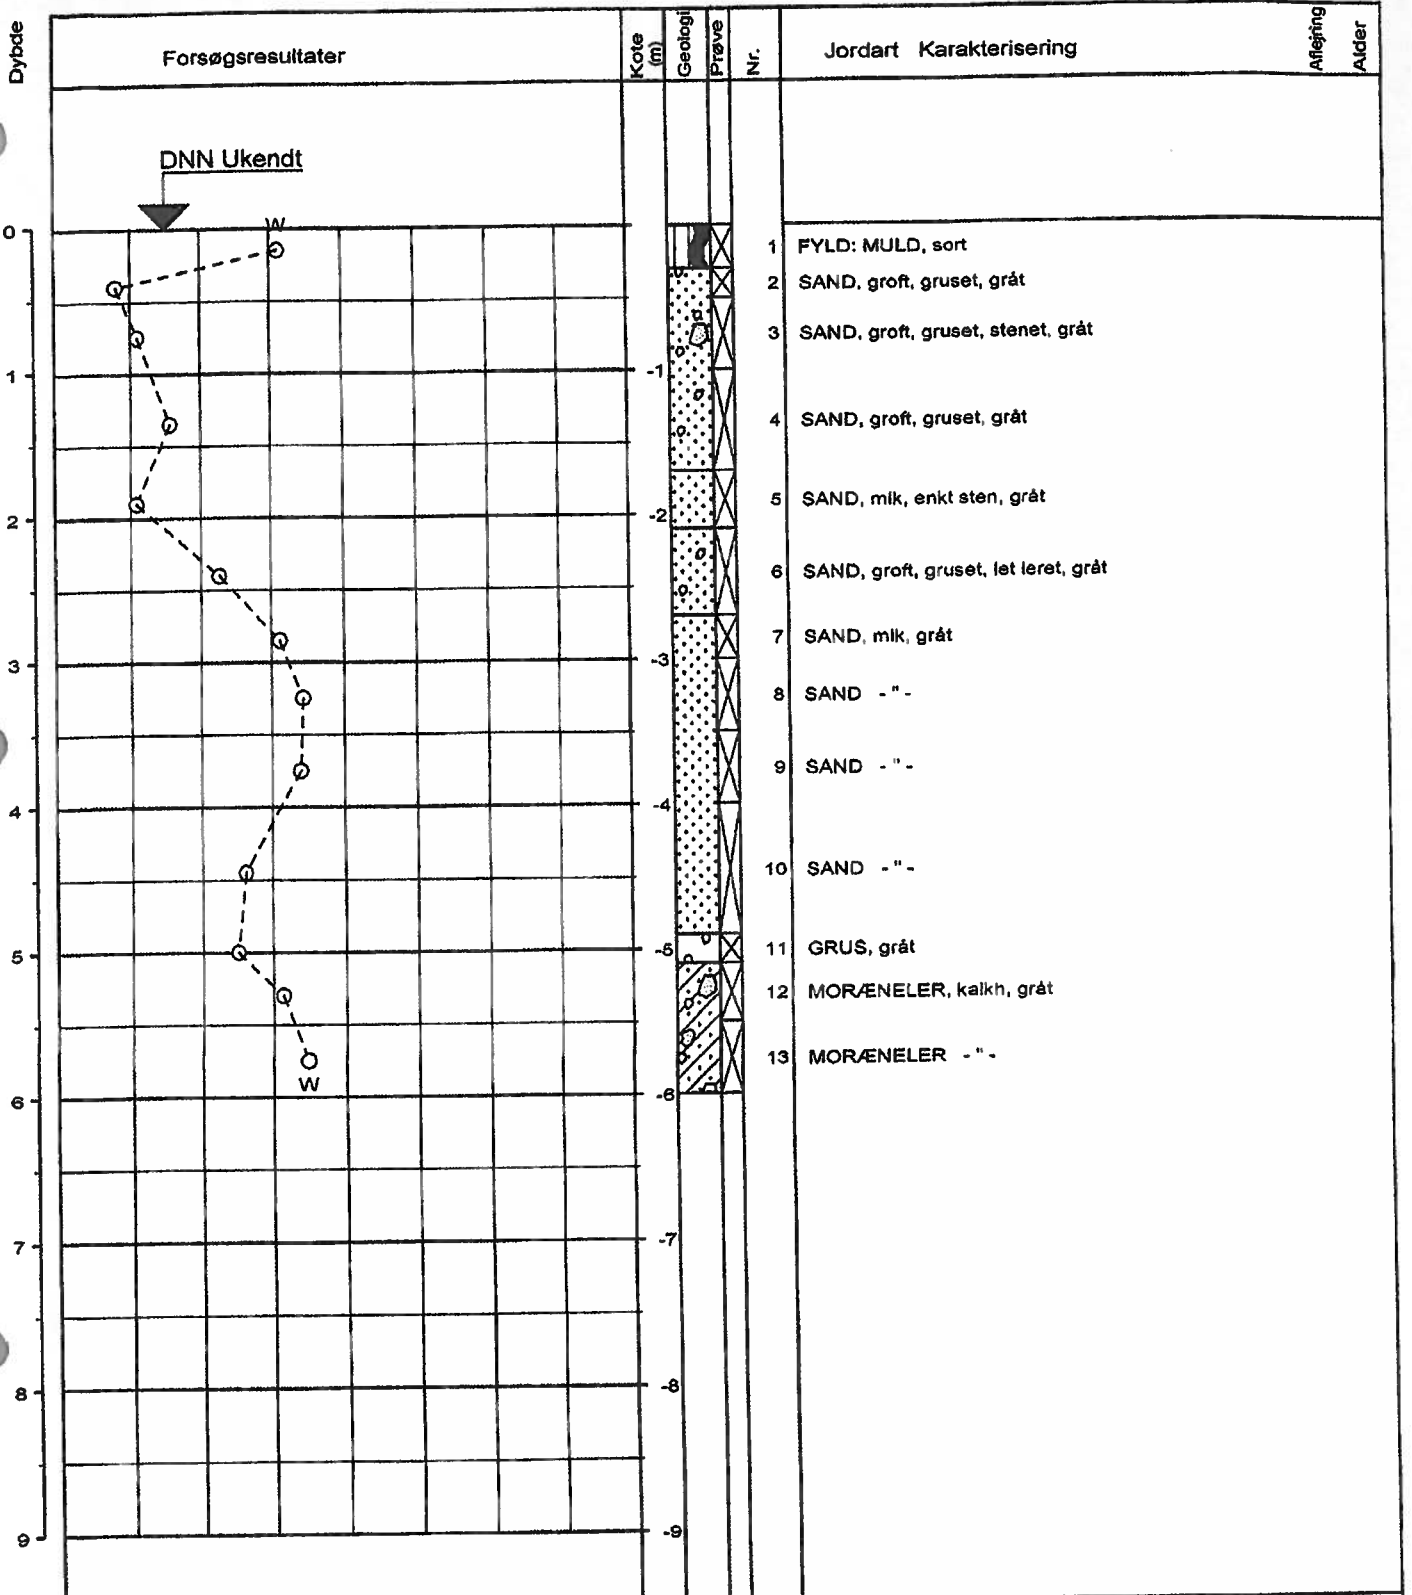 Dybde
Forsøgsresultater
Kote (m)
Geologi
Prøve
Nr.
Jordart Karakterisering
Aflejring
Alder
DNN Ukendt
W
0
1 FYLD: MULD, sort
2 SAND, groft, gruset, gråt
3 SAND, groft, gruset, stenet, gråt
1 -1
4 SAND, groft, gruset, gråt
5 SAND, mlk, enkt sten, gråt
2 -2
6 SAND, groft, gruset, let leret, gråt
7 SAND, mlk, gråt
3 -3
8 SAND - " -
9 SAND - " -
4 -4
10 SAND - " -
5 -5 11 GRUS, gråt
12 MORÆNELER, kalkh, gråt
13 MORÆNELER - " -
W
6 -6
7 -7
8 -8
9 -9